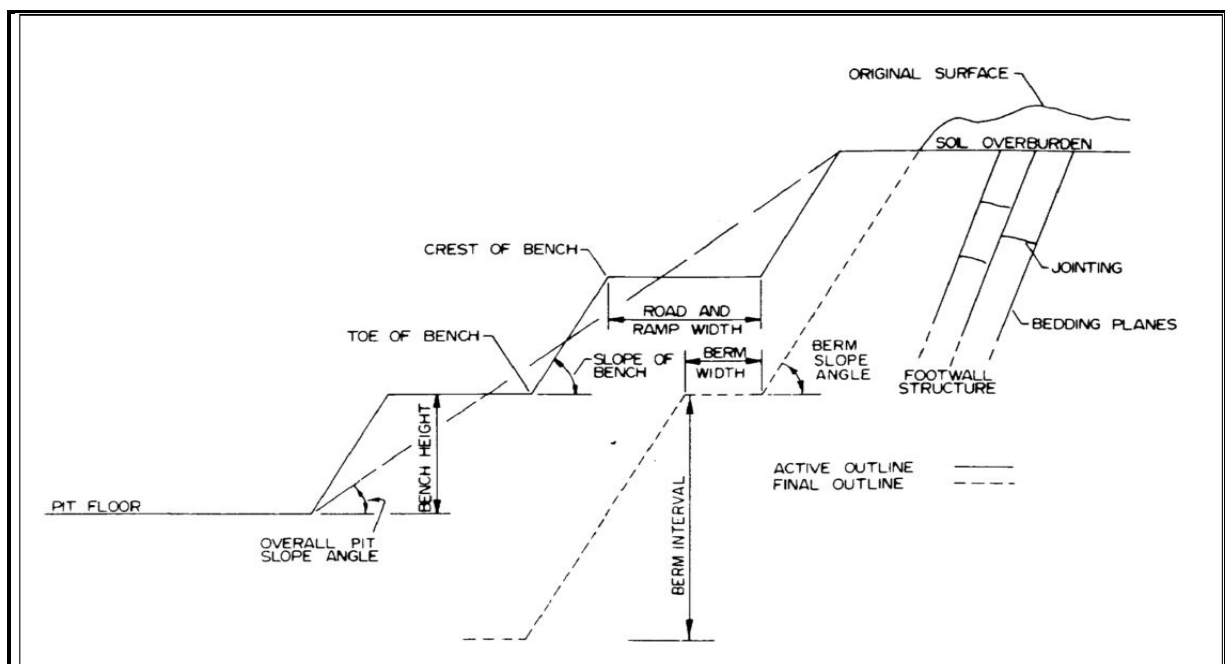 ORIGINAL SURFACE
SOIL OVERBURDEN
CREST OF BENCH
JOINTING
ROAD AND
RAMP WIDTH
BEDDING PLANES
TOE OF BENCH
SLOPE OF
BENCH
BERM
WIDTH
BERM
SLOPE
ANGLE
FOOTWALL
STRUCTURE
BENCH HEIGHT
ACTIVE OUTLINE
FINAL OUTLINE
PIT FLOOR
OVERALL PIT
SLOPE ANGLE
BERM INTERVAL